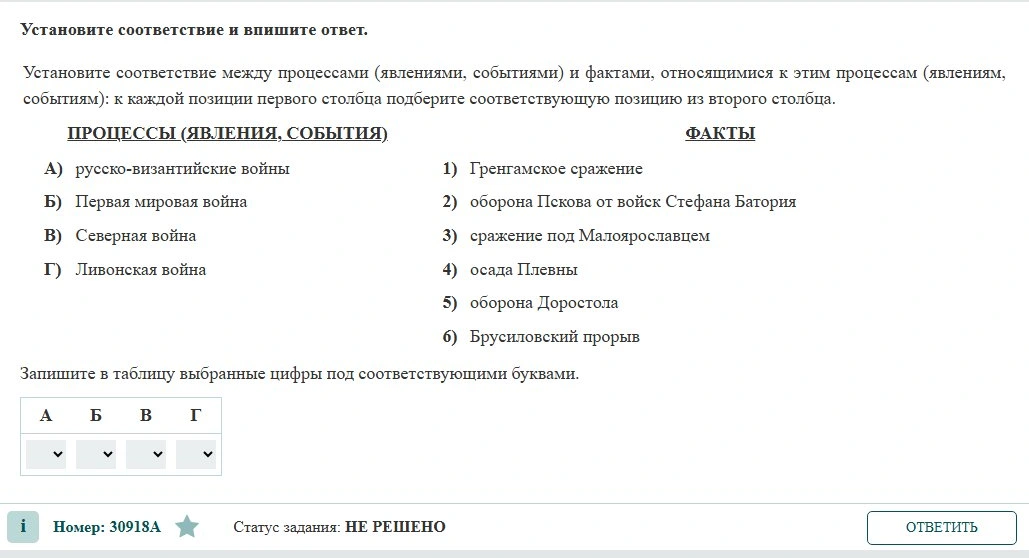 Установите соответствие и впишите ответ.
Установите соответствие между процессами (явлениями, событиями) и фактами, относящимися к этим процессам (явлениям,
событиям): к каждой позиции первого столбца подберите соответствующую позицию из второго столбца.
ПРОЦЕССЫ (ЯВЛЕНИЯ, СОБЫТИЯ) ФАКТЫ
А) русско-византийские войны 1) Гренгамское сражение
Б) Первая мировая война 2) оборона Пскова от войск Стефана Батория
В) Северная война 3) сражение под Малоярославцем
Г) Ливонская война 4) осада Плевны
5) оборона Доростола
6) Брусиловский прорыв
Запишите в таблицу выбранные цифры под соответствующими буквами.
А Б В Г
i Номер: 30918A Статус задания: НЕ РЕШЕНО ОТВЕТИТЬ